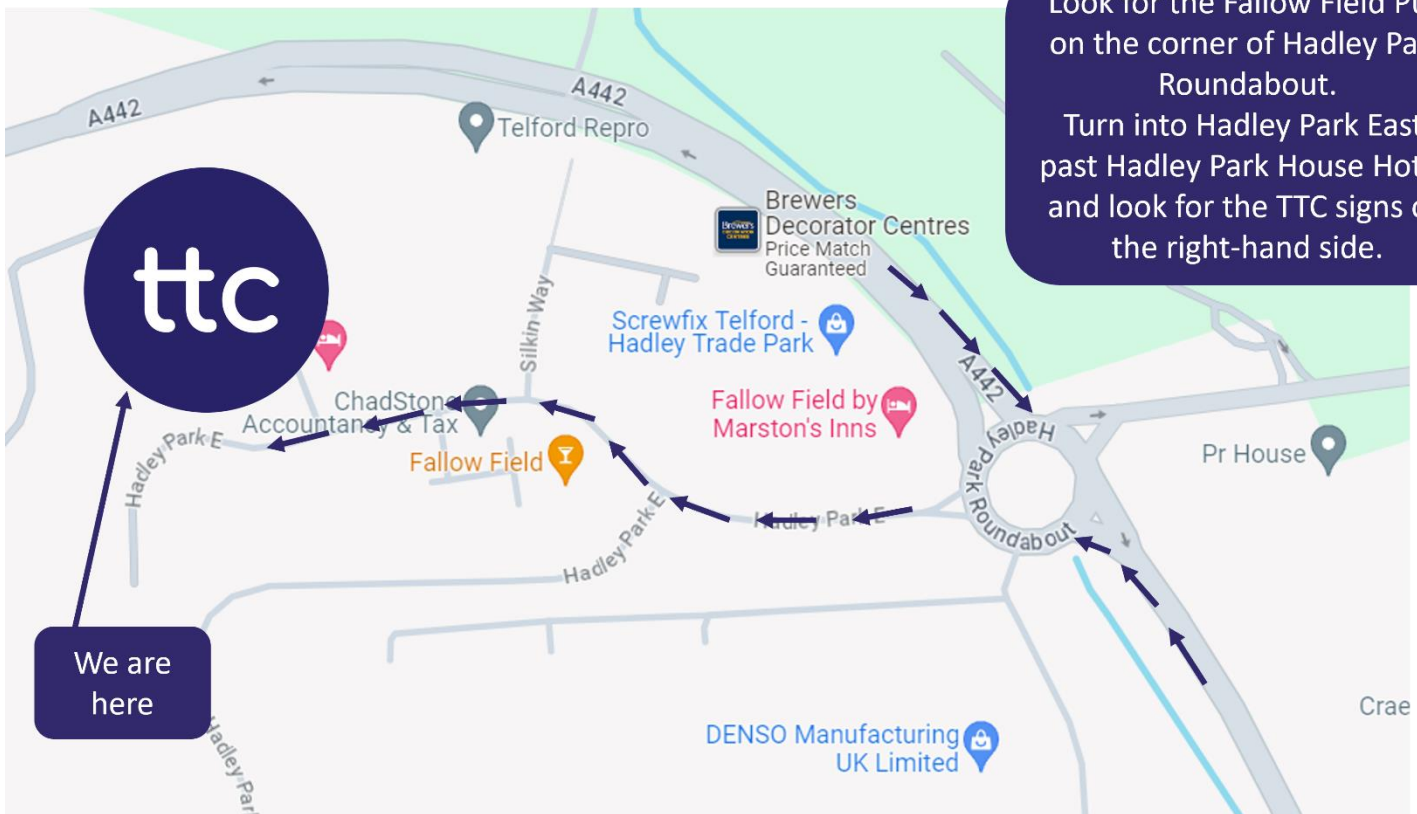 Look for the Fallow Field
on the corner of Hadley
Roundabout.
Turn into Hadley Park East
past Hadley Park House
and look for the TTC signs
the right-hand side.
A442
A442
Telford Repro
Brewers
Decorator Centres
Price Match
Guaranteed
ttc
Silkin Way
Screwfix Telford -
Hadley Trade Park
A442
ChadStone
Accountancy & Tax
Fallow Field by
Marston's Inns
Hadley Park Roundabout
Pr House
Hadley Park E
Fallow Field
Hadley Park E
Hadley Park E
We are
here
Hadley
DENSO Manufacturing
UK Limited